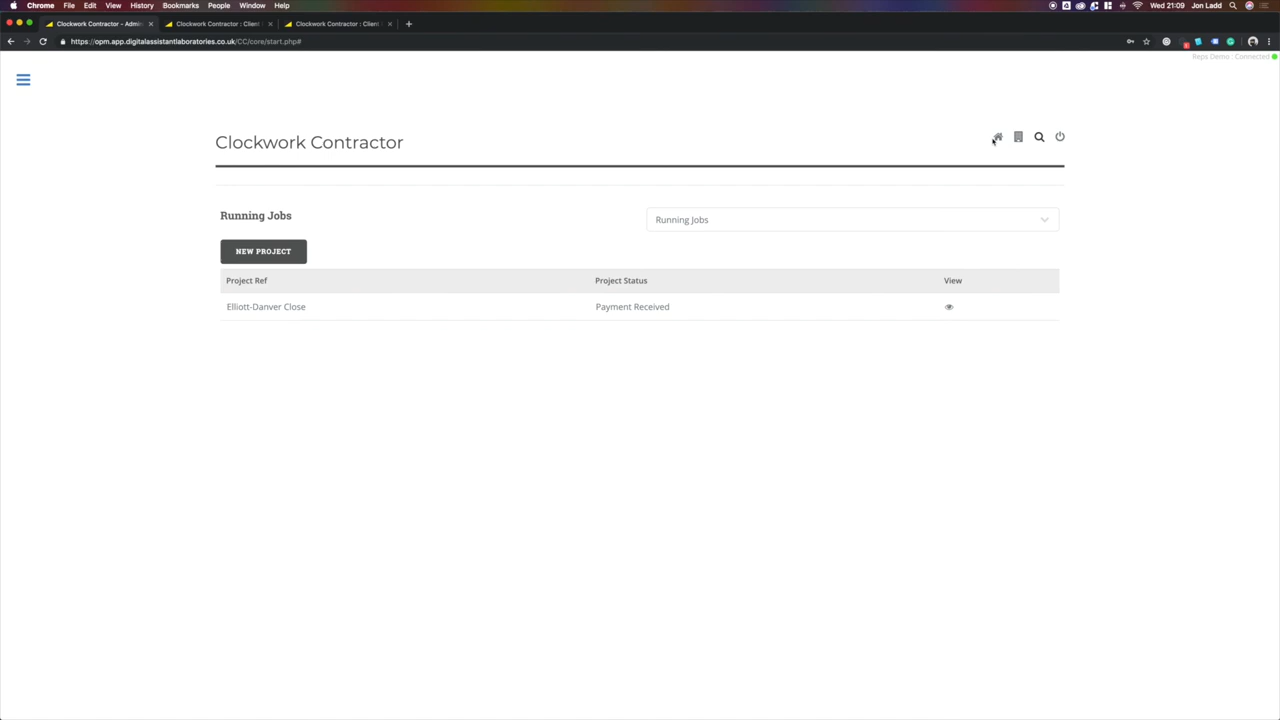 Chrome File Edit View History Bookmarks People Window Help Wed 21:09 Jon Ladd
Clockwork Contractor - Admin Clockwork Contractor : Client Clockwork Contractor : Client
https://opm.app.digitalassistantlaboratories.co.uk/CC/core/start.php#
Reps Demo : Connected
Clockwork Contractor
Running Jobs
Running Jobs
NEW PROJECT
Project Ref Project Status View
Elliott-Danver Close Payment Received